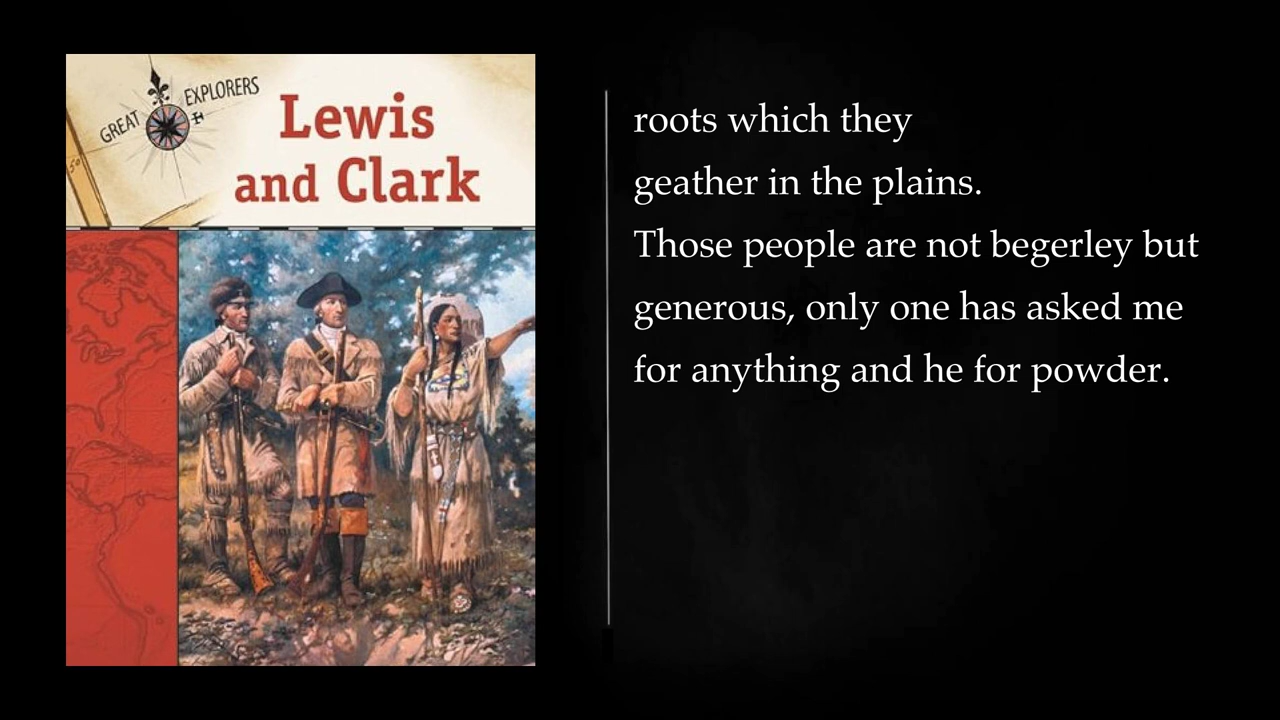 GREAT EXPLORERS
Lewis
and Clark
50
roots which they
geather in the plains.
Those people are not begerley but
generous, only one has asked me
for anything and he for powder.